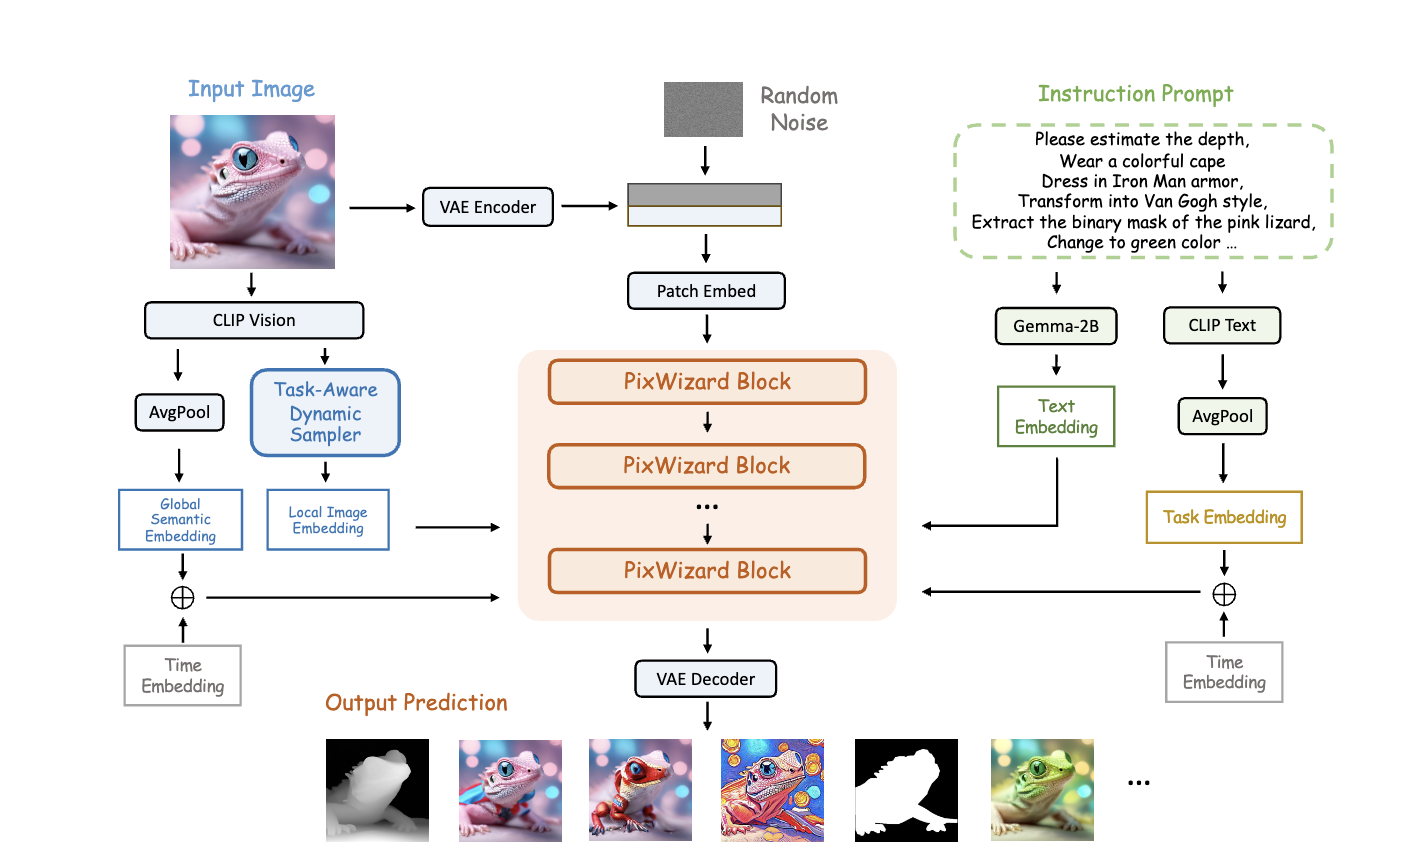 Input Image
Random
Noise
Instruction Prompt
Please estimate the depth,
Wear a colorful cape
Dress in Iron Man armor,
Transform into Van Gogh style,
Extract the binary mask of the pink lizard,
Change to green color ...
VAE Encoder
Patch Embed
CLIP Vision
Gemma-2B
CLIP Text
AvgPool
Task-Aware
Dynamic
Sampler
PixWizard Block
PixWizard Block
...
PixWizard Block
Text
Embedding
AvgPool
Global
Semantic
Embedding
Local Image
Embedding
Task Embedding
Time
Embedding
Time
Embedding
VAE Decoder
Output Prediction
...